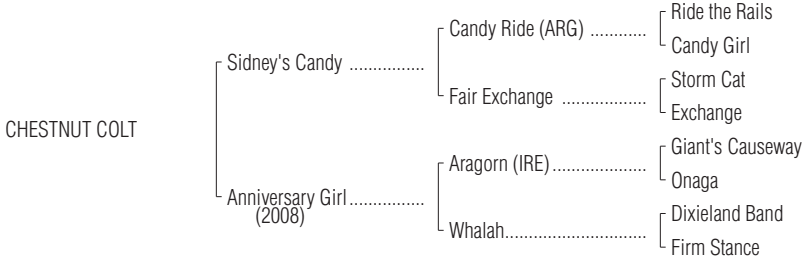 Ride the Rails
Candy Ride (ARG) ............
Candy Girl
Sidney's Candy ................
Storm Cat
Fair Exchange ..................
Exchange
CHESTNUT COLT
Giant's Causeway
Aragorn (IRE)....................
Onaga
Anniversary Girl................
(2008)
Dixieland Band
Whalah..............................
Firm Stance